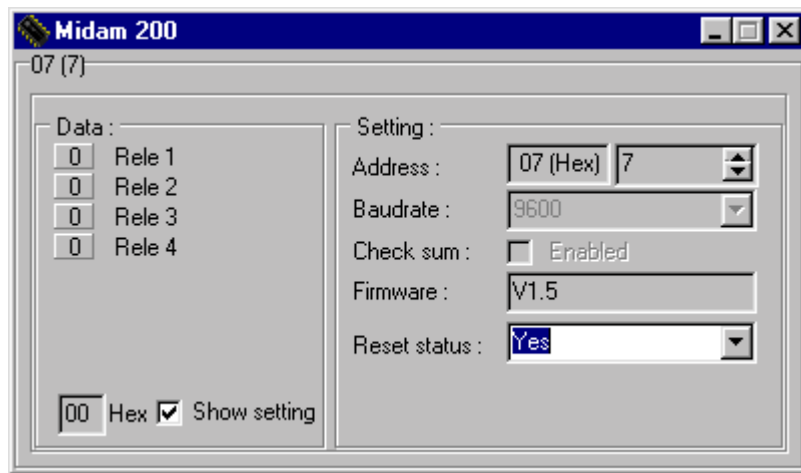 Midam 200
07 (7)
Data :
0 Rele 1
0 Rele 2
0 Rele 3
0 Rele 4
00 Hex Show setting
Setting :
Address : 07 (Hex) 7
Baudrate : 9600
Check sum : Enabled
Firmware : V1.5
Reset status : Yes